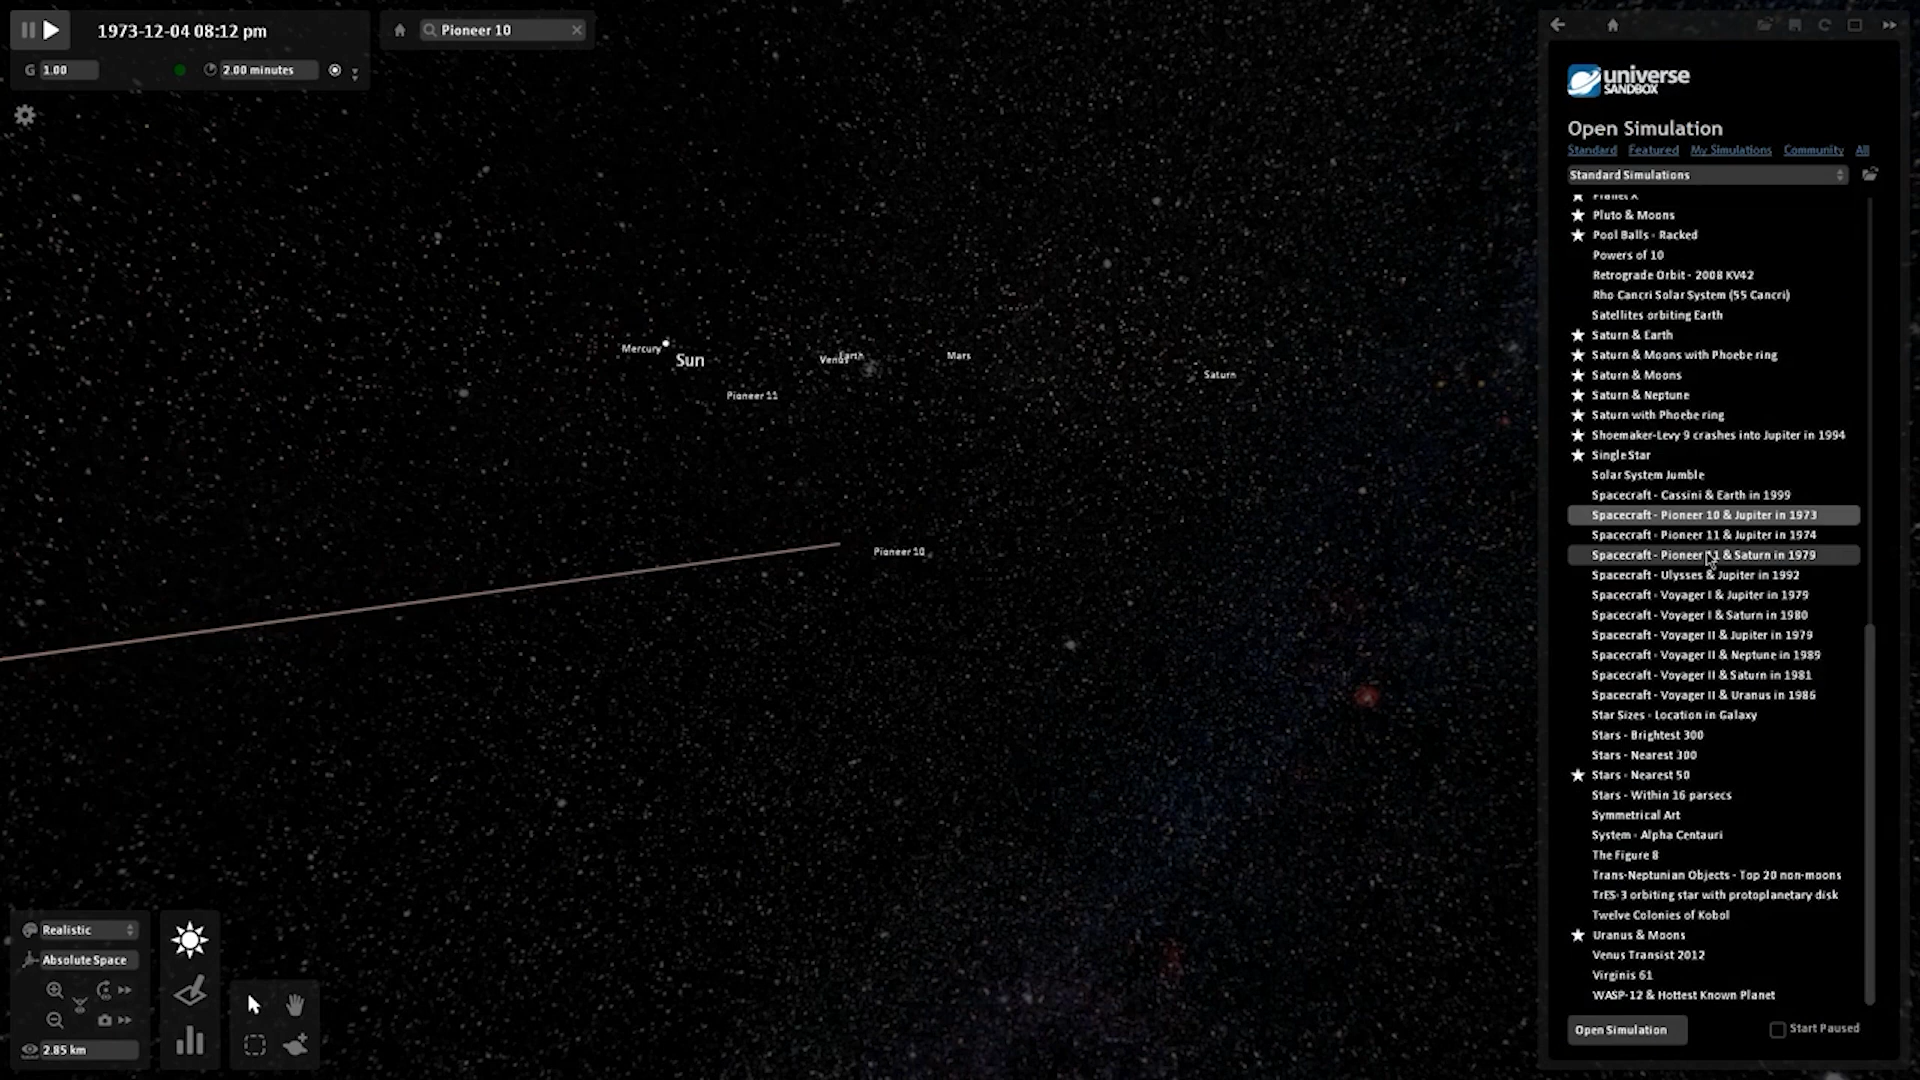 1973-12-04 08:12 pm
Pioneer 10
G 1.00
2.00 minutes
universe
SANDBOX
Open Simulation
Standard Featured My Simulations Community All
Standard Simulations
Planet X
Pluto & Moons
Pool Balls - Racked
Powers of 10
Retrograde Orbit - 2008 KV42
Rho Cancri Solar System (55 Cancri)
Satellites orbiting Earth
Saturn & Earth
Saturn & Moons with Phoebe ring
Saturn & Moons
Saturn & Neptune
Saturn with Phoebe ring
Shoemaker-Levy 9 crashes into Jupiter in 1994
Single Star
Solar System Jumble
Spacecraft - Cassini & Earth in 1999
Spacecraft - Pioneer 10 & Jupiter in 1973
Spacecraft - Pioneer 11 & Jupiter in 1974
Spacecraft - Pioneer 11 & Saturn in 1979
Spacecraft - Ulysses & Jupiter in 1992
Spacecraft - Voyager I & Jupiter in 1979
Spacecraft - Voyager I & Saturn in 1980
Spacecraft - Voyager II & Jupiter in 1979
Spacecraft - Voyager II & Neptune in 1989
Spacecraft - Voyager II & Saturn in 1981
Spacecraft - Voyager II & Uranus in 1986
Star Sizes - Location in Galaxy
Stars - Brightest 300
Stars - Nearest 300
Stars - Nearest 50
Stars - Within 16 parsecs
Symmetrical Art
System - Alpha Centauri
The Figure 8
Trans-Neptunian Objects - Top 20 non-moons
TrES-3 orbiting star with protoplanetary disk
Twelve Colonies of Kobol
Uranus & Moons
Venus Transist 2012
Virginis 61
WASP-12 & Hottest Known Planet
Open Simulation
Start Paused
Mercury
Sun
Venus
Earth
Mars
Saturn
Pioneer 11
Pioneer 10
Realistic
Absolute Space
2.85 km